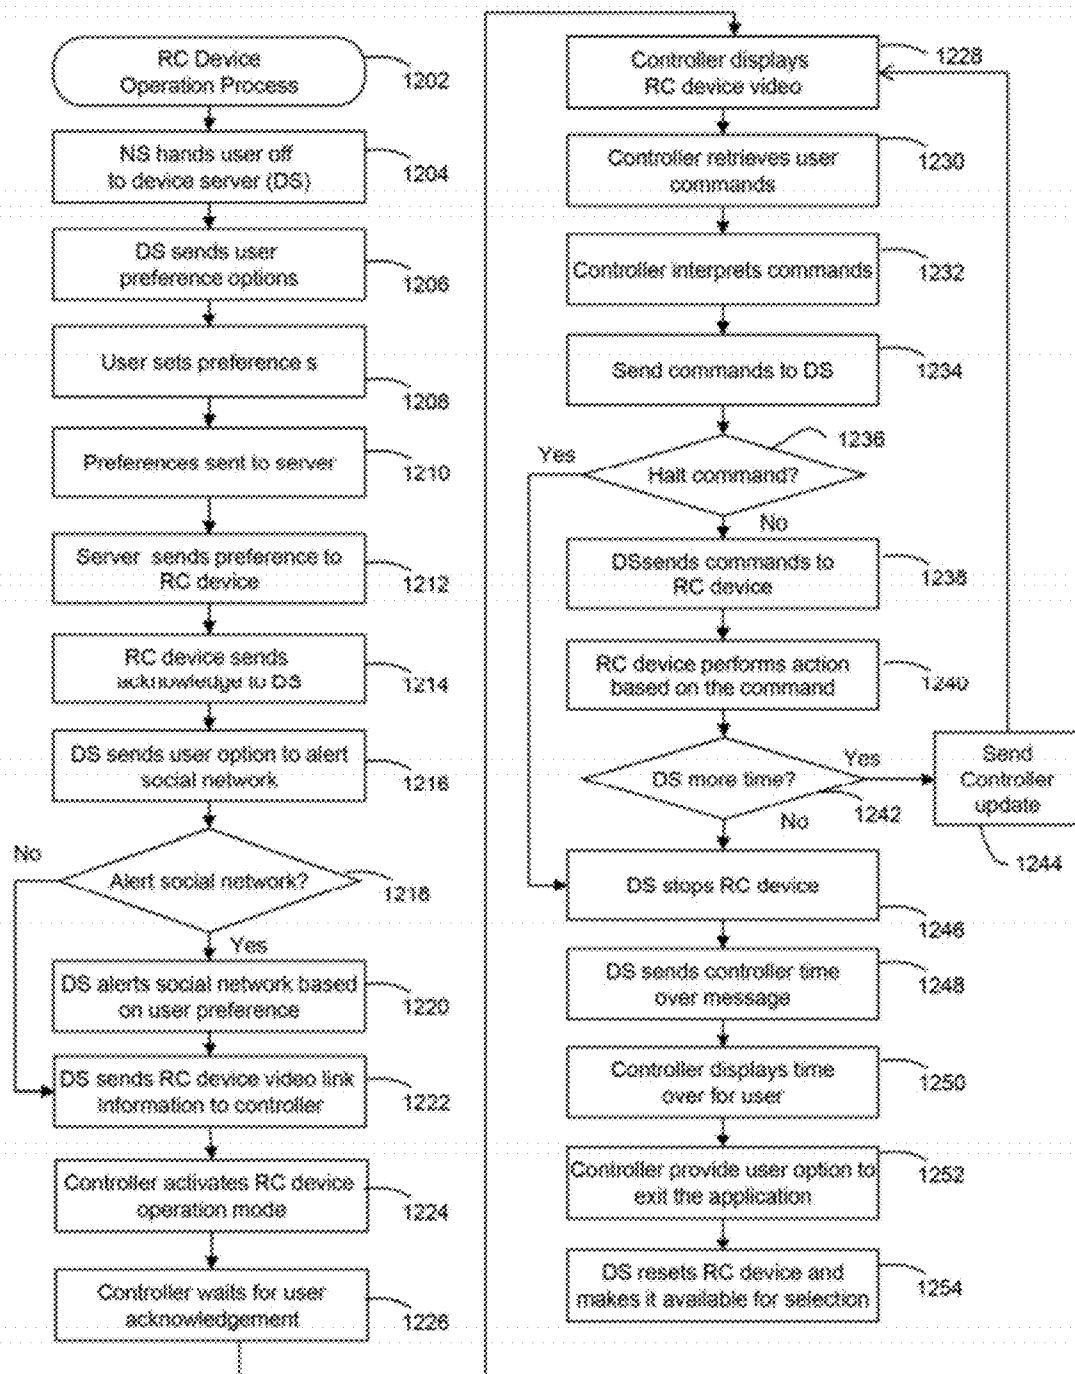 RC Device
Operation Process
1202
NS hands user off
to device server (DS)
1204
DS sends user
preference options
1206
User sets preference s
1208
Preferences sent to server
1210
Server sends preference to
RC device
1212
RC device sends
acknowledge to DS
1214
DS sends user option to alert
social network
1216
Alert social network?
1218
No
Yes
DS alerts social network based
on user preference
1220
DS sends RC device video link
information to controller
1222
Controller activates RC device
operation mode
1224
Controller waits for user
acknowledgement
1226
Controller displays
RC device video
1228
Controller retrieves user
commands
1230
Controller interprets commands
1232
Send commands to DS
1234
Halt command?
1236
Yes
No
DSsends commands to
RC device
1238
RC device performs action
based on the command
1240
DS more time?
1242
Yes
No
Send
Controller
update
1244
DS stops RC device
1246
DS sends controller time
over message
1248
Controller displays time
over for user
1250
Controller provide user option to
exit the application
1252
DS resets RC device and
makes it available for selection
1254